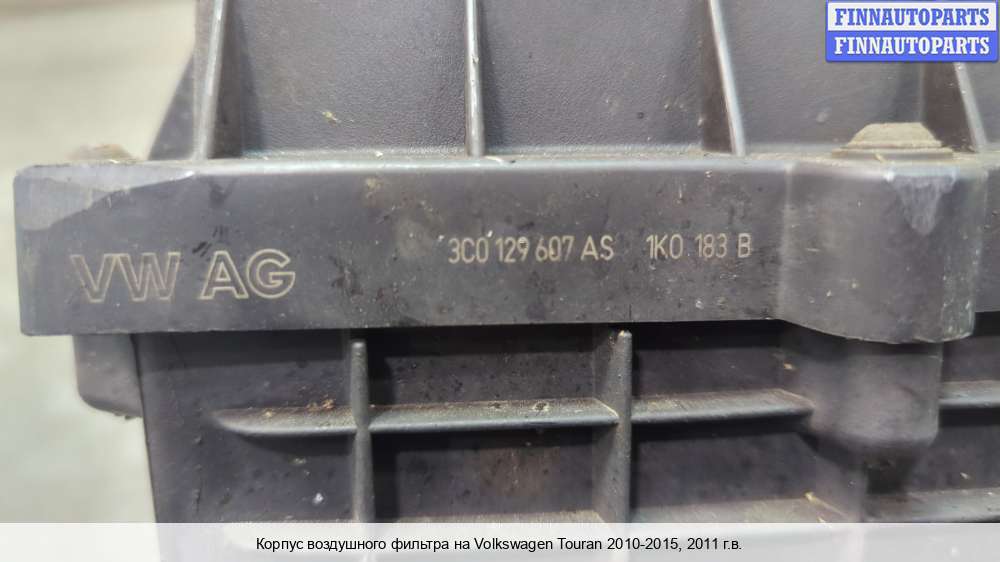 FINNAUTOPARTS
FINNAUTOPARTS
VW AG 3C0 129 607 AS 1K0 183 B
Корпус воздушного фильтра на Volkswagen Touran 2010-2015, 2011 г.в.